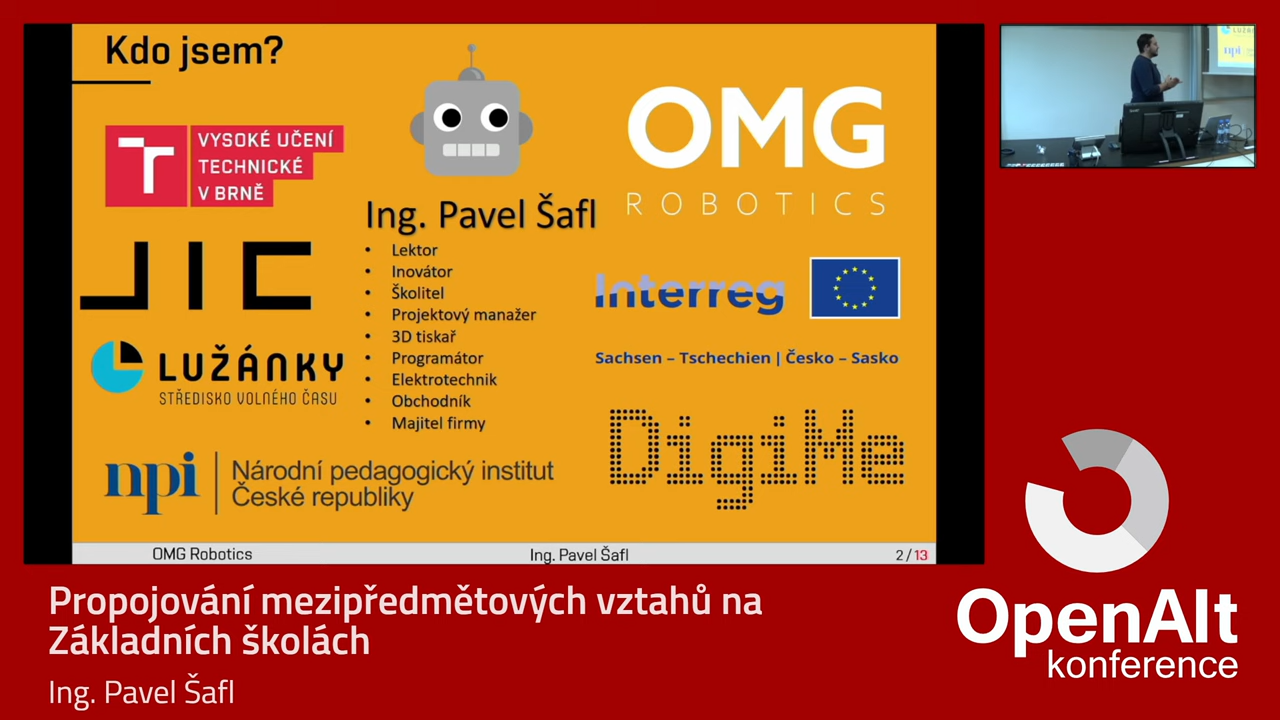 Kdo jsem?
VYSOKÉ UČENÍ
TECHNICKÉ
V BRNĚ
JIC
LUŽÁNKY
STŘEDISKO VOLNÉHO ČASU
npi
Národní pedagogický institut
České republiky
Ing. Pavel Šafl
• Lektor
• Inovátor
• Školitel
• Projektový manažer
• 3D tiskař
• Programátor
• Elektrotechnik
• Obchodník
• Majitel firmy
OMG
ROBOTICS
Interreg
Sachsen – Tschechien | Česko – Sasko
DigiMe
OMG Robotics
Ing. Pavel Šafl
2/13
Propojování mezipředmětových vztahů na
Základních školách
Ing. Pavel Šafl
OpenAlt
konference